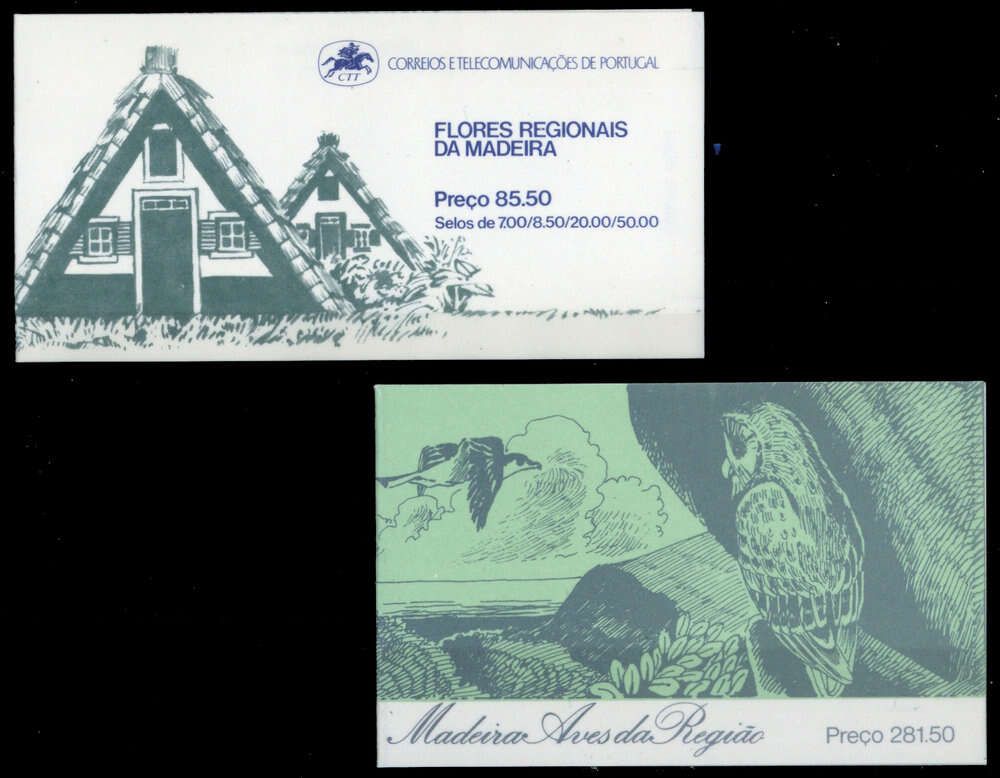 CTT
CORREIOS E TELECOMUNICAÇÕES DE PORTUGAL
FLORES REGIONAIS
DA MADEIRA
Preço 85.50
Selos de 7.00/8.50/20.00/50.00
Madeira Aves da Região
Preço 281.50